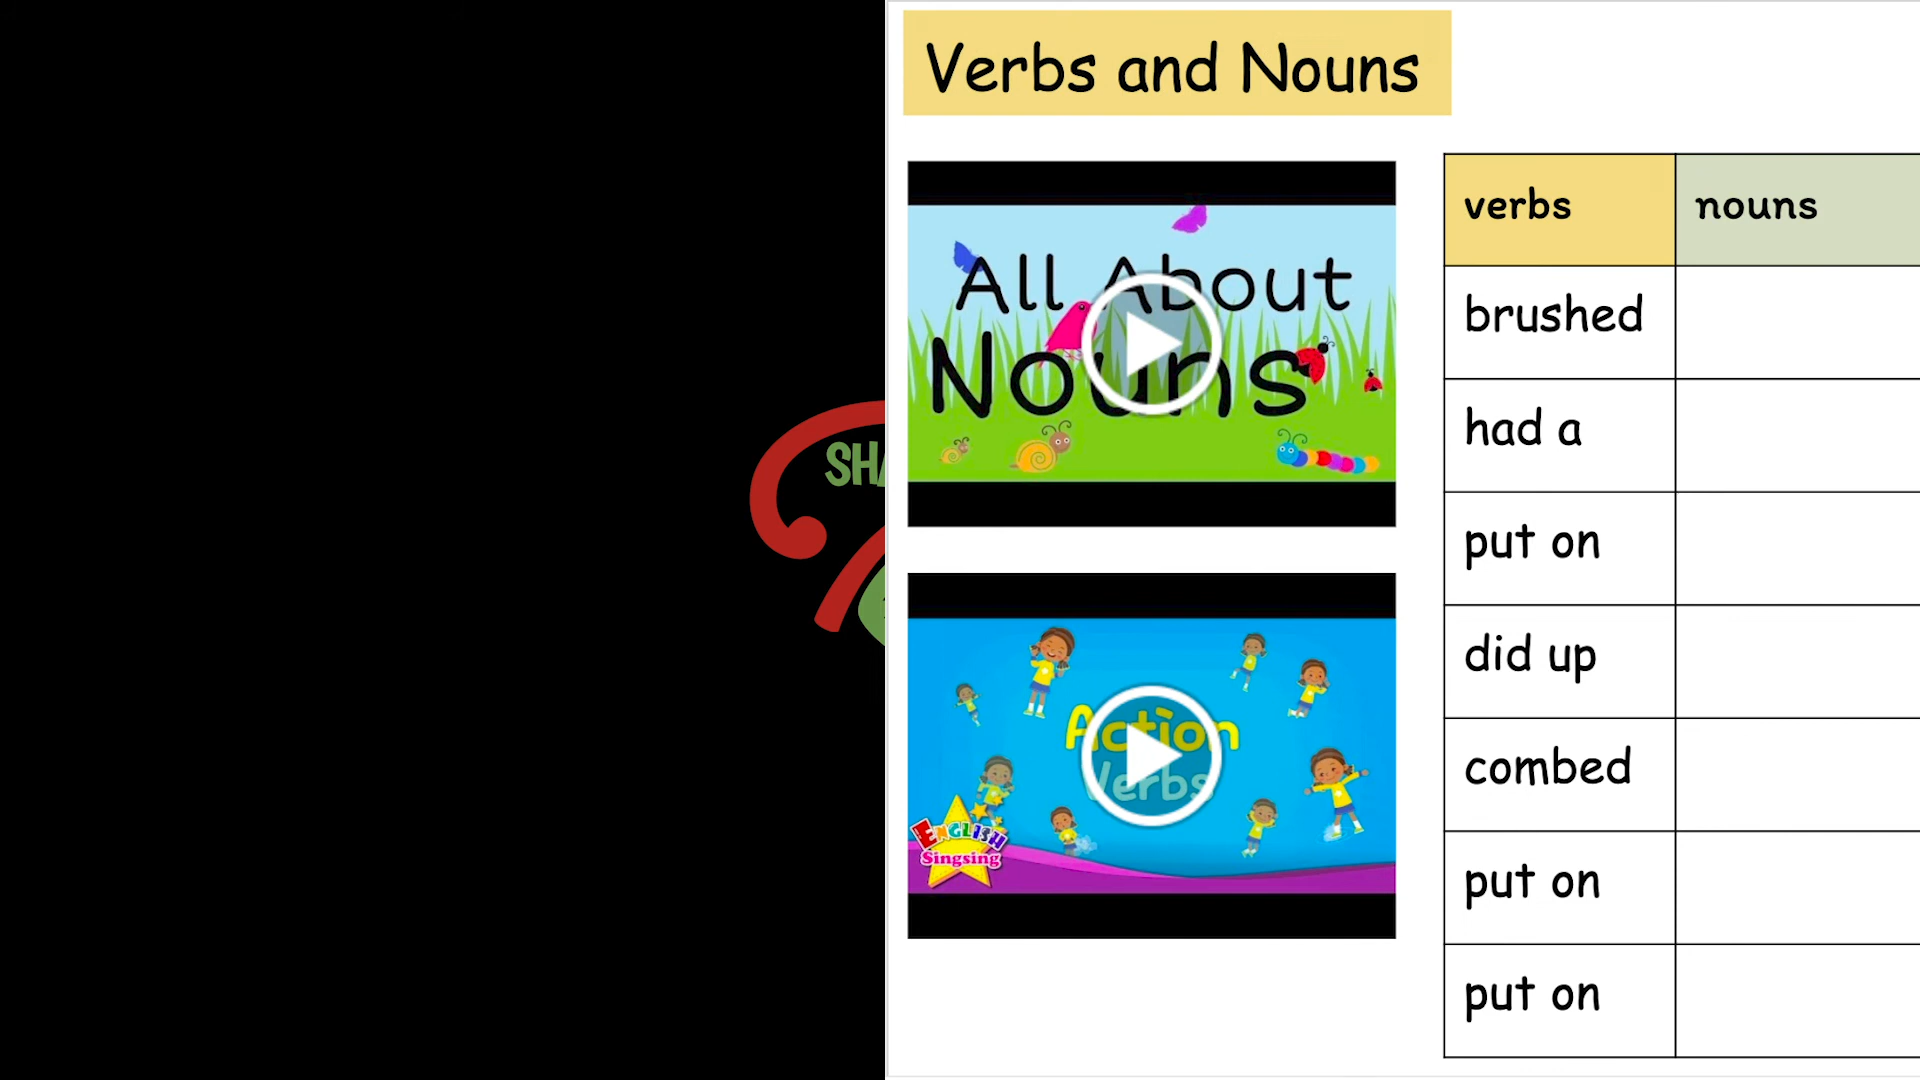 Verbs and Nouns
All About
Nouns
Action
Verbs
ENGLISH
Singsing
verbs
nouns
brushed
had a
put on
did up
combed
put on
put on